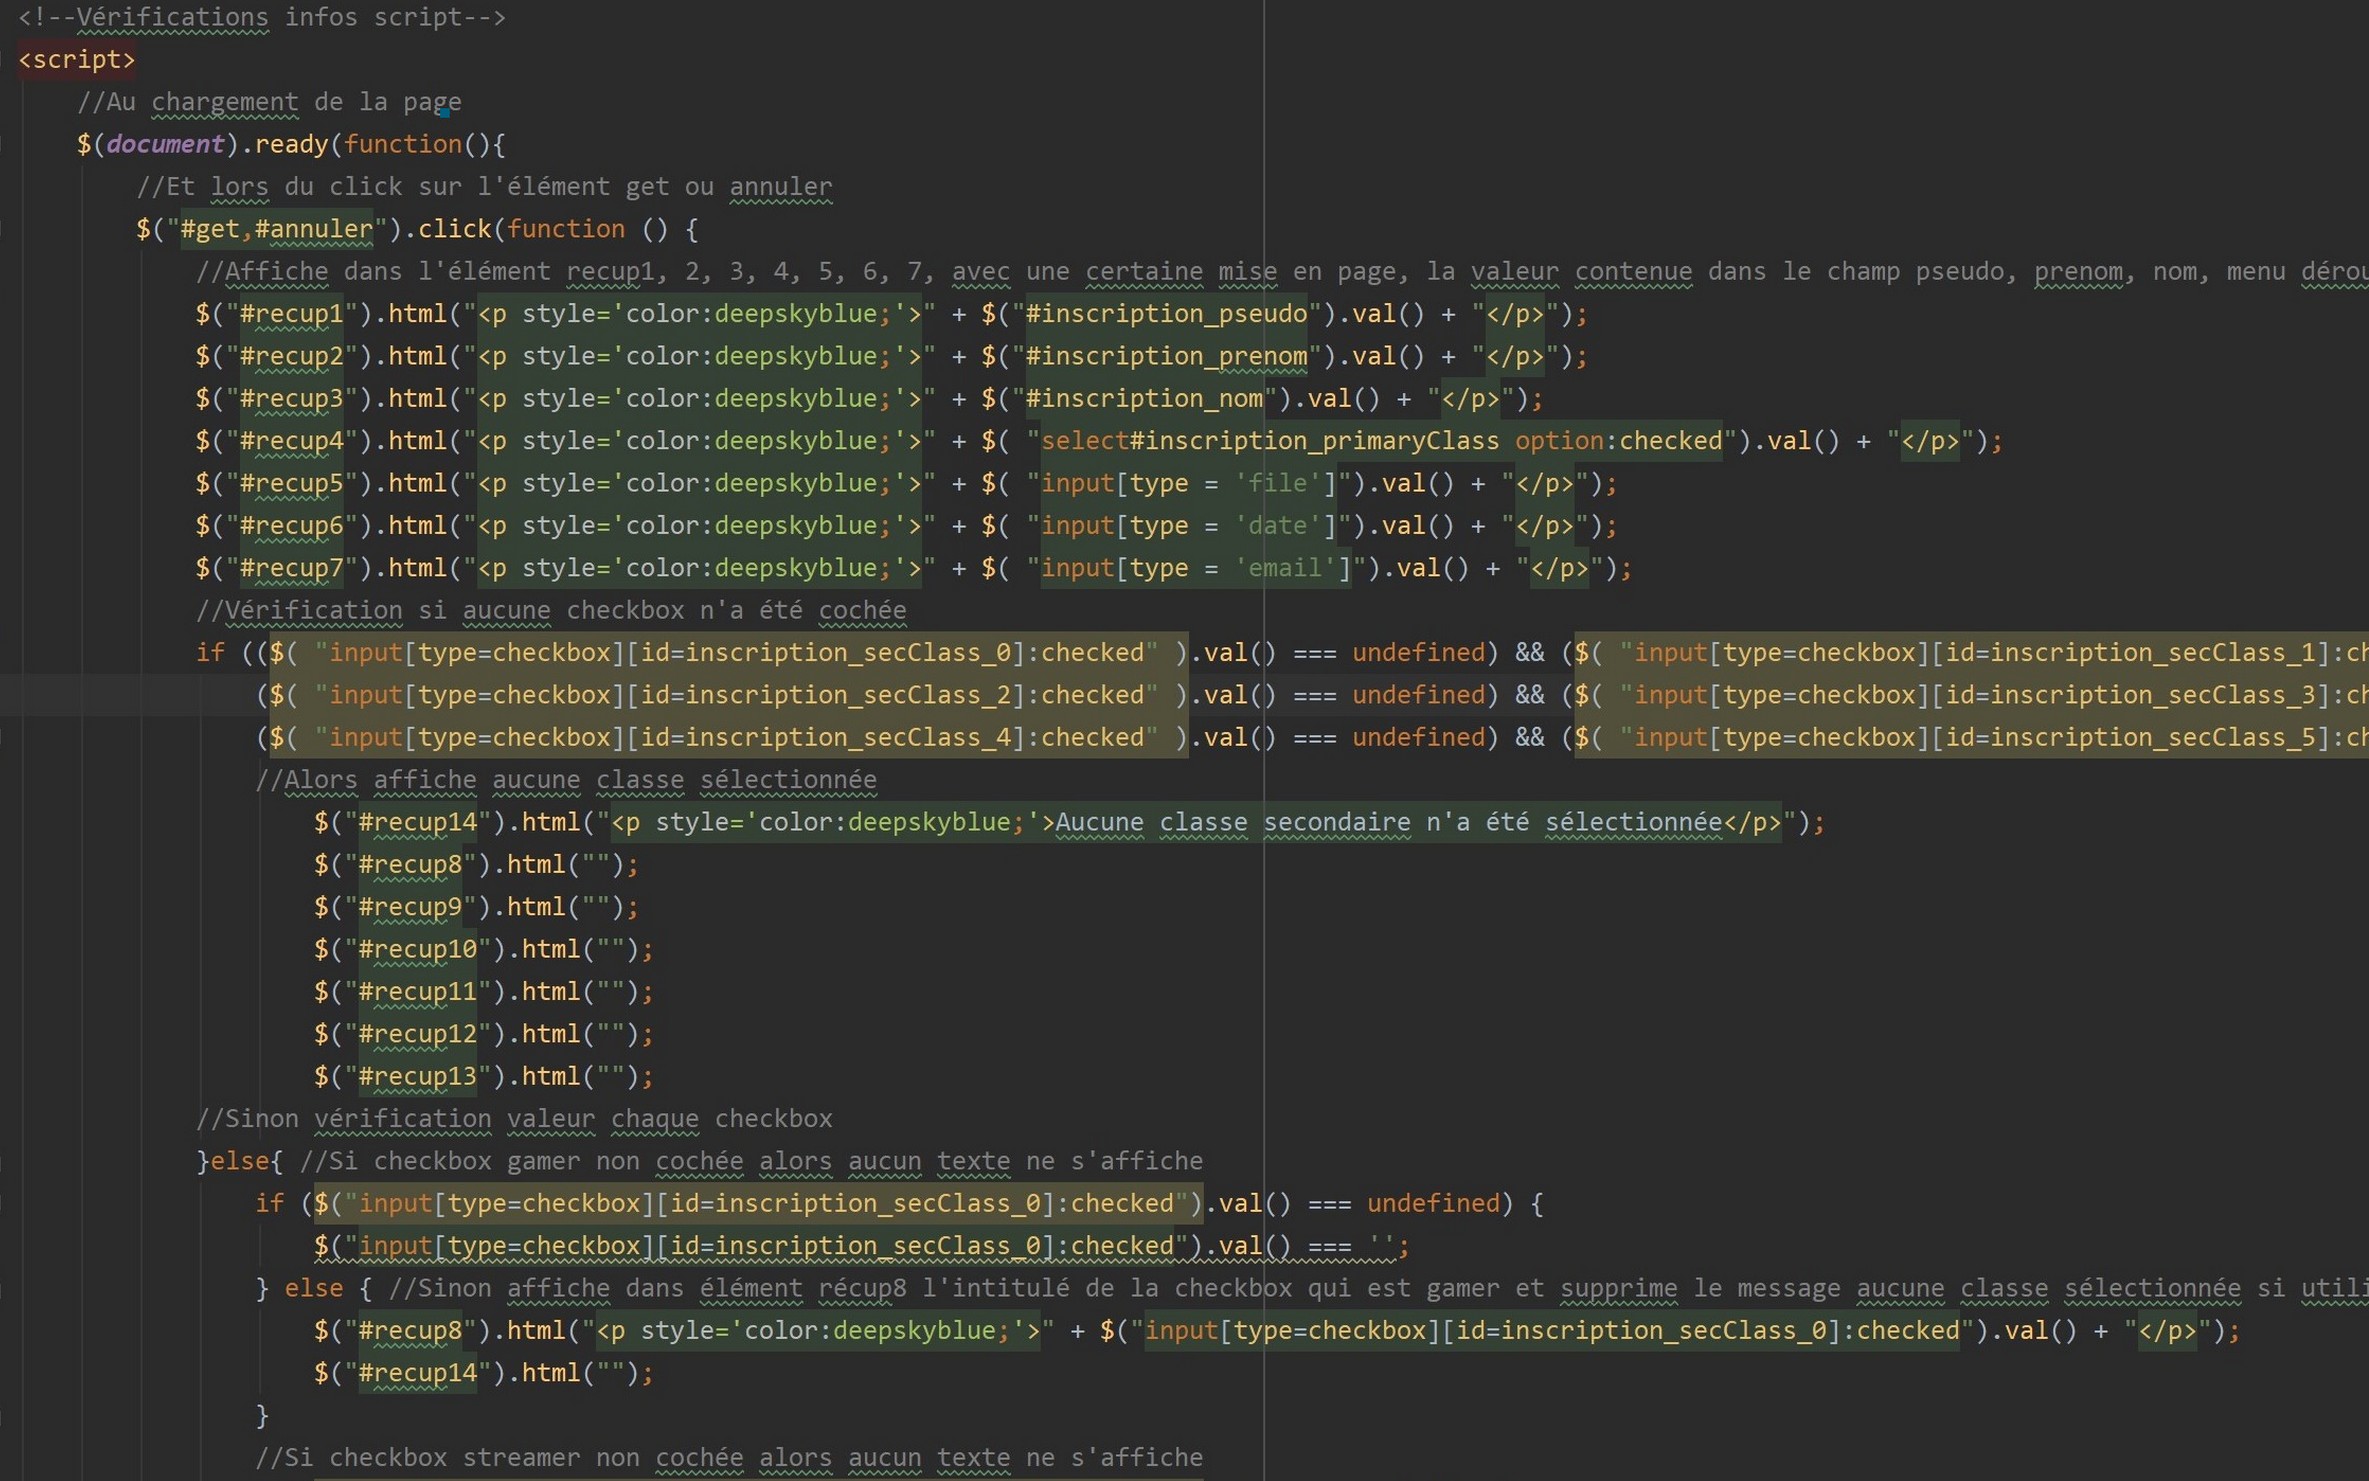 <!--Vérifications infos script-->
<script>
//Au chargement de la page
$(document).ready(function(){
//Et lors du click sur l'élément get ou annuler
$("#get,#annuler").click(function () {
//Affiche dans l'élément recup1, 2, 3, 4, 5, 6, 7, avec une certaine mise en page, la valeur contenue dans le champ pseudo, prenom, nom, menu dérou
$("#recup1").html("<p style='color:deepskyblue;'>" + $("#inscription_pseudo").val() + "</p>");
$("#recup2").html("<p style='color:deepskyblue;'>" + $("#inscription_prenom").val() + "</p>");
$("#recup3").html("<p style='color:deepskyblue;'>" + $("#inscription_nom").val() + "</p>");
$("#recup4").html("<p style='color:deepskyblue;'>" + $( "select#inscription_primaryClass option:checked").val() + "</p>");
$("#recup5").html("<p style='color:deepskyblue;'>" + $( "input[type = 'file']").val() + "</p>");
$("#recup6").html("<p style='color:deepskyblue;'>" + $( "input[type = 'date']").val() + "</p>");
$("#recup7").html("<p style='color:deepskyblue;'>" + $( "input[type = 'email']").val() + "</p>");
//Vérification si aucune checkbox n'a été cochée
if (($( "input[type=checkbox][id=inscription_secClass_0]:checked" ).val() === undefined) && ($( "input[type=checkbox][id=inscription_secClass_1]:ch
($( "input[type=checkbox][id=inscription_secClass_2]:checked" ).val() === undefined) && ($( "input[type=checkbox][id=inscription_secClass_3]:ch
($( "input[type=checkbox][id=inscription_secClass_4]:checked" ).val() === undefined) && ($( "input[type=checkbox][id=inscription_secClass_5]:ch
//Alors affiche aucune classe sélectionnée
$("#recup14").html("<p style='color:deepskyblue;'>Aucune classe secondaire n'a été sélectionnée</p>");
$("#recup8").html("");
$("#recup9").html("");
$("#recup10").html("");
$("#recup11").html("");
$("#recup12").html("");
$("#recup13").html("");
//Sinon vérification valeur chaque checkbox
}else{ //Si checkbox gamer non cochée alors aucun texte ne s'affiche
if ($("input[type=checkbox][id=inscription_secClass_0]:checked").val() === undefined) {
$("input[type=checkbox][id=inscription_secClass_0]:checked").val() === '';
} else { //Sinon affiche dans élément récup8 l'intitulé de la checkbox qui est gamer et supprime le message aucune classe sélectionnée si utili
$("#recup8").html("<p style='color:deepskyblue;'>" + $("input[type=checkbox][id=inscription_secClass_0]:checked").val() + "</p>");
$("#recup14").html("");
}
//Si checkbox streamer non cochée alors aucun texte ne s'affiche